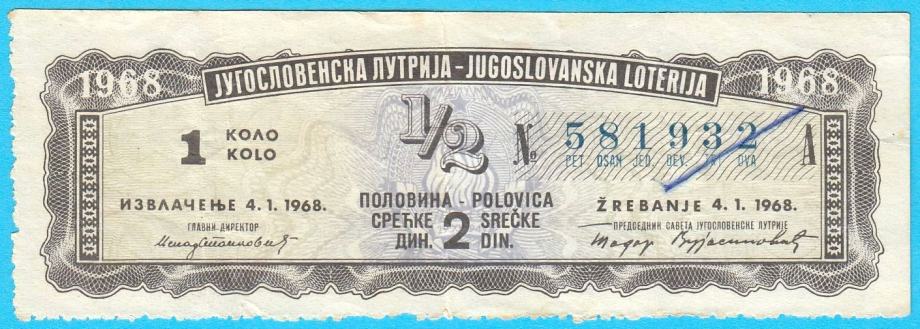 ЈУГОСЛОВЕНСКА ЛУТРИЈА - JUGOSLOVANSKA LOTERIJA
1968 1968
1 КОЛО
KOLO
1/2
№ 581932 A
PET OSAM JED. DEV. TRI DVA
ИЗВЛАЧЕЊЕ 4.1.1968.
ГЛАВНИ ДИРЕКТОР
ПОЛОВИНА - POLOVICA
СРЕЋКЕ SREČKE
ДИН. 2 DIN.
ŽREBANJE 4.1.1968.
ПРЕДСЕДНИК САВЕТА ЈУГОСЛОВЕНСКЕ ЛУТРИЈЕ